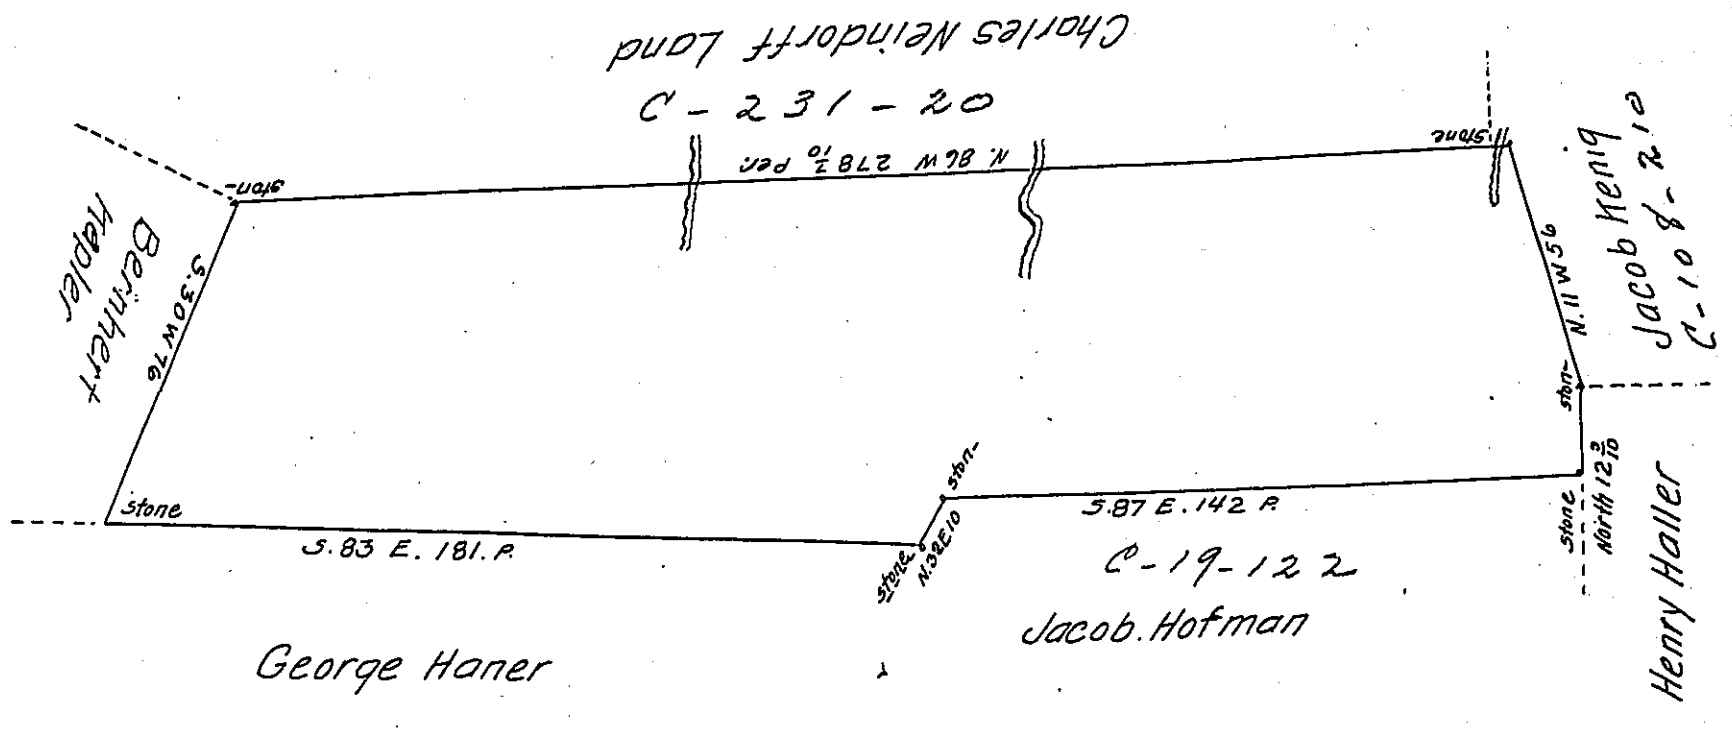 Charles Neindorff Land
C-231-20
N. 86 W 278 7/10 Per.
stone
ston-
Jacob Kenig
C-108-210
Bernhert
Kapler
S. 30 W 76
N. 11 W 56
ston-
North 12 3/10
stone
Henry Haller
stone
S. 83 E. 181. P.
stone
N. 32 E 10
ston-
S. 87 E. 142 P.
C-19-122
Jacob. Hofman
George Haner